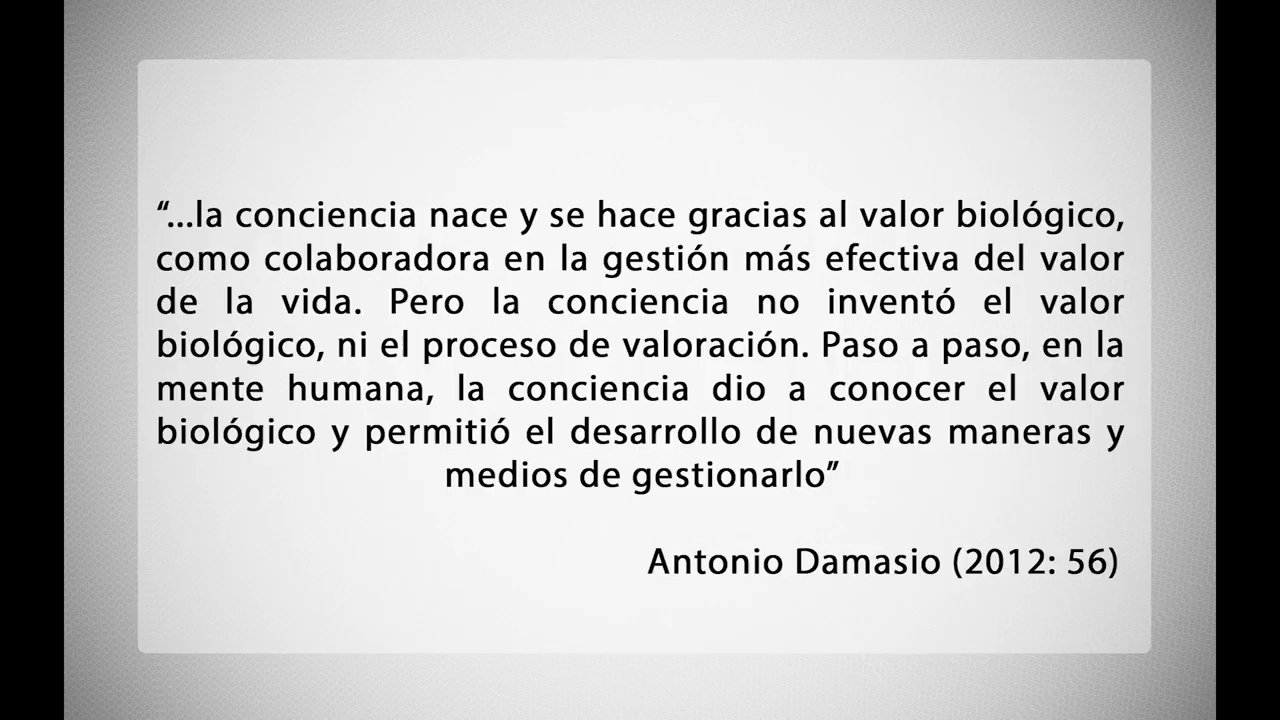 “...la conciencia nace y se hace gracias al valor biológico,
como colaboradora en la gestión más efectiva del valor
de la vida. Pero la conciencia no inventó el valor
biológico, ni el proceso de valoración. Paso a paso, en la
mente humana, la conciencia dio a conocer el valor
biológico y permitió el desarrollo de nuevas maneras y
medios de gestionarlo”
Antonio Damasio (2012: 56)